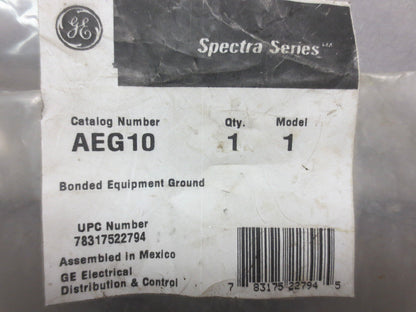 GE
Spectra Series™
Catalog Number Qty. Model
AEG10 1 1
Bonded Equipment Ground
UPC Number
78317522794
Assembled in Mexico
GE Electrical
Distribution & Control
7 83175 22794 5